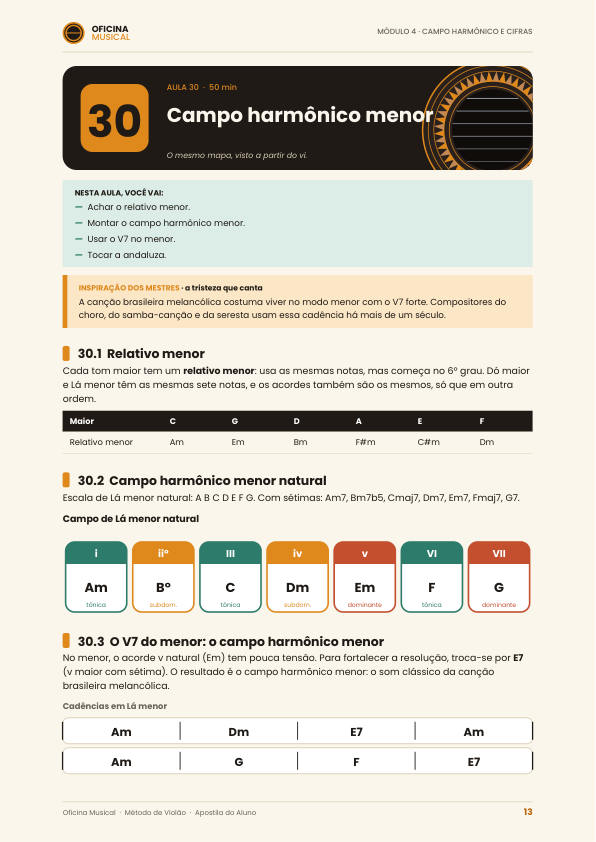 OFICINA
MUSICAL
MÓDULO 4 · CAMPO HARMÔNICO E CIFRAS
30
AULA 30 · 50 min
Campo harmônico menor
O mesmo mapa, visto a partir do vi.
NESTA AULA, VOCÊ VAI:
— Achar o relativo menor.
— Montar o campo harmônico menor.
— Usar o V7 no menor.
— Tocar a andaluza.
INSPIRAÇÃO DOS MESTRES · a tristeza que canta
A canção brasileira melancólica costuma viver no modo menor com o V7 forte. Compositores do
choro, do samba-canção e da seresta usam essa cadência há mais de um século.
30.1 Relativo menor
Cada tom maior tem um relativo menor: usa as mesmas notas, mas começa no 6º grau. Dó maior
e Lá menor têm as mesmas sete notas, e os acordes também são os mesmos, só que em outra
ordem.
Maior C G D A E F
Relativo menor Am Em Bm F#m C#m Dm
30.2 Campo harmônico menor natural
Escala de Lá menor natural: A B C D E F G. Com sétimas: Am7, Bm7b5, Cmaj7, Dm7, Em7, Fmaj7, G7.
Campo de Lá menor natural
i ii° III iv v VI VII
Am B° C Dm Em F G
tônica subdom. tônica subdom. dominante tônica dominante
30.3 O V7 do menor: o campo harmônico menor
No menor, o acorde v natural (Em) tem pouca tensão. Para fortalecer a resolução, troca-se por E7
(v maior com sétima). O resultado é o campo harmônico menor: o som clássico da canção
brasileira melancólica.
Cadências em Lá menor
Am Dm E7 Am
Am G F E7
Oficina Musical · Método de Violão · Apostila do Aluno
13